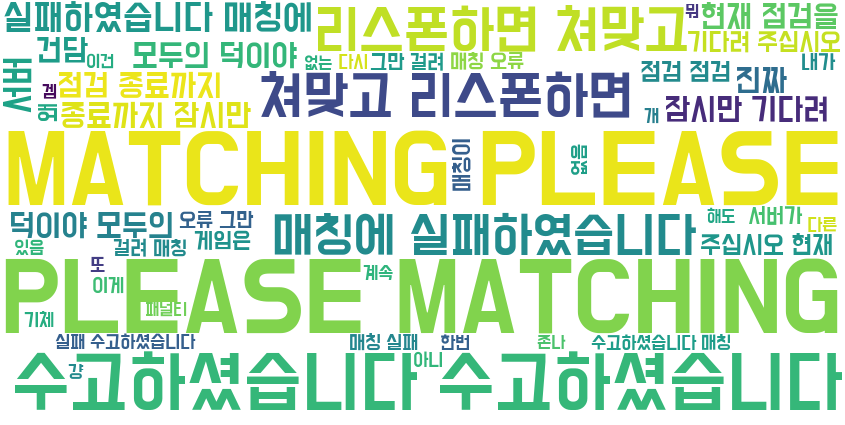 실패하였습니다 매칭에 리스폰하면 쳐맞고 뭔 현재 점검을
건담 이건 모두의 덕이야 없는 다시 그만 걸려 매칭 오류 기다려 주십시오 내가
서버 왜 겜 점검 종료까지 쳐맞고 리스폰하면 점검 점검 진짜
종료까지 잠시만 개 잠시만 기다려
MATCHING PLEASE
매칭이 없음
덕이야 모두의 오류 그만 매칭에 실패하였습니다 해도 서버가 다른
있음 걸려 매칭 게임은 주십시오 현재
PLEASE MATCHING
또 이게 계속
기체 패널티
실패 수고하셨습니다 매칭 실패 한번 존나 수고하셨습니다 매칭
수고하셨습니다 수고하셨습니다
걍 아니